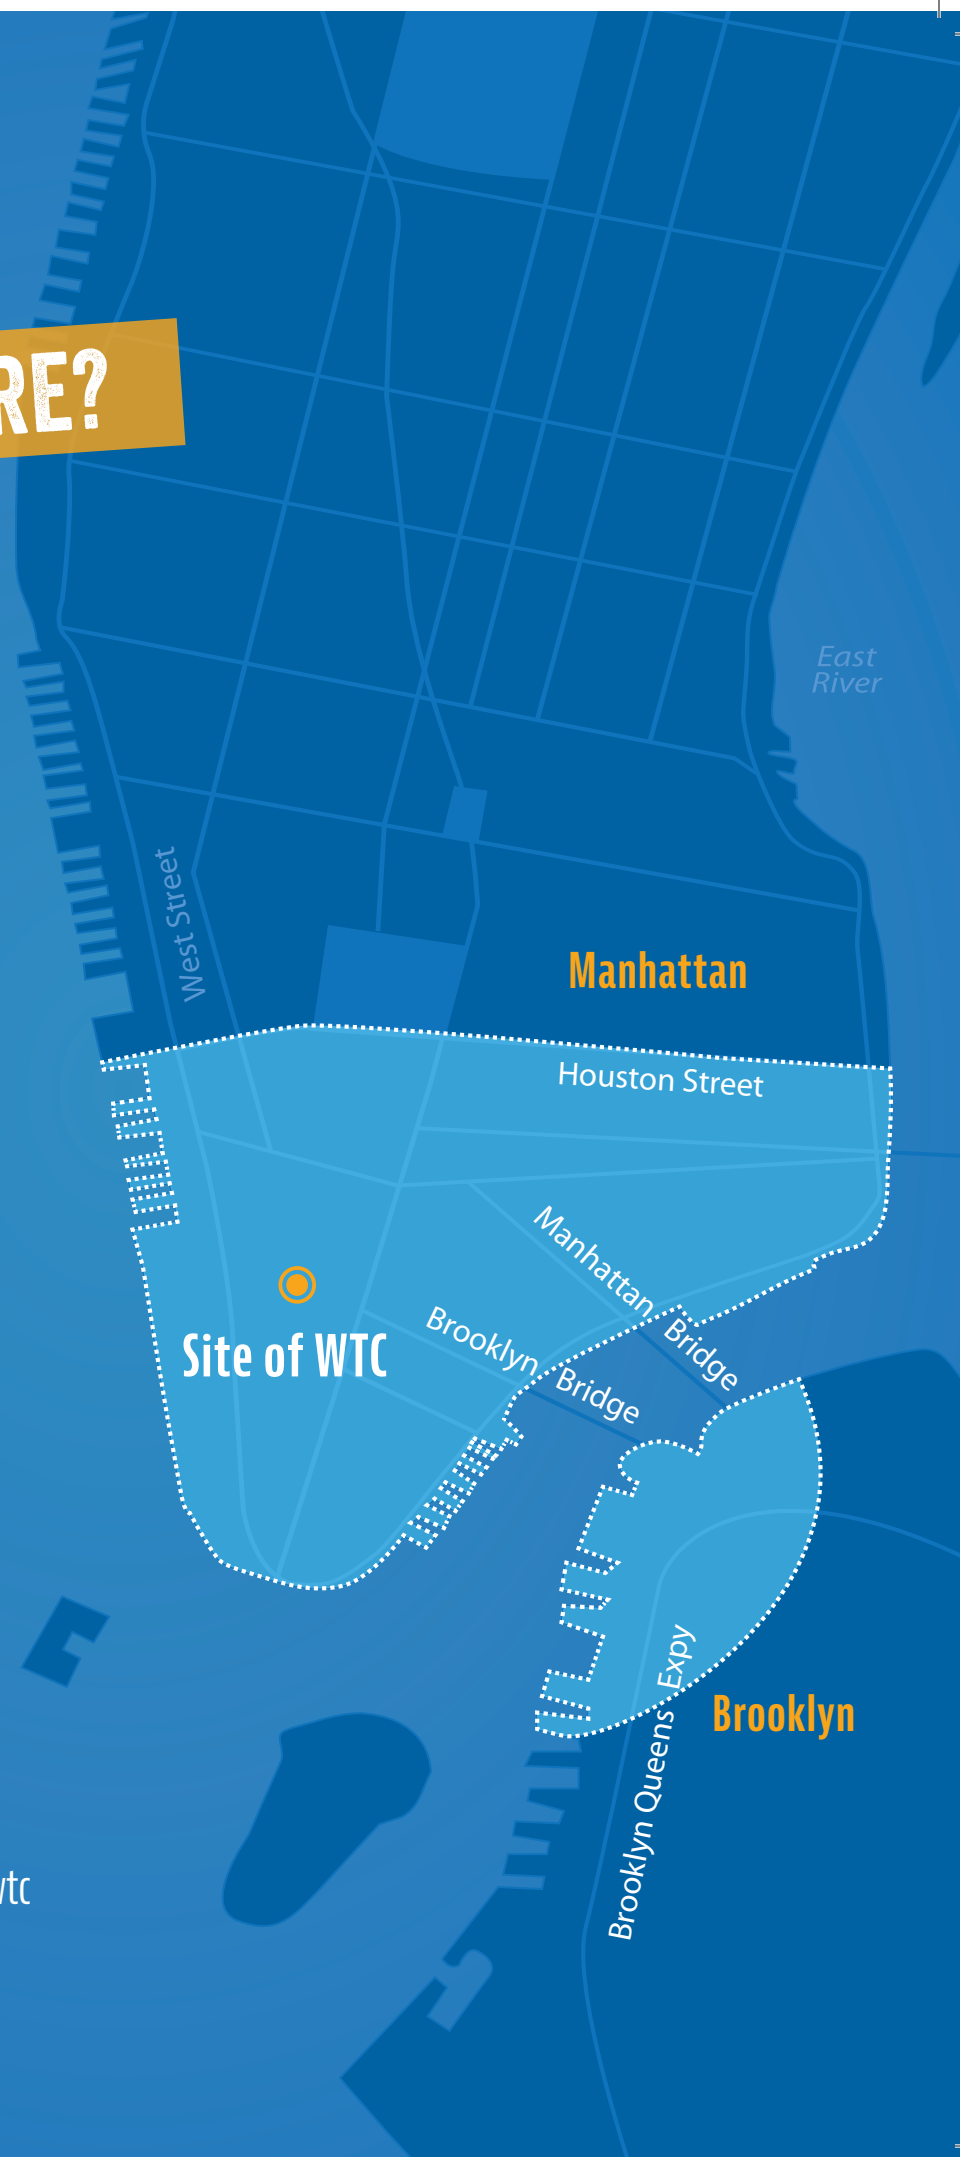 RE?
East
River
West Street
Manhattan
Houston Street
Manhattan Bridge
Brooklyn Bridge
Site of WTC
Brooklyn Queens Expy
Brooklyn
wtc